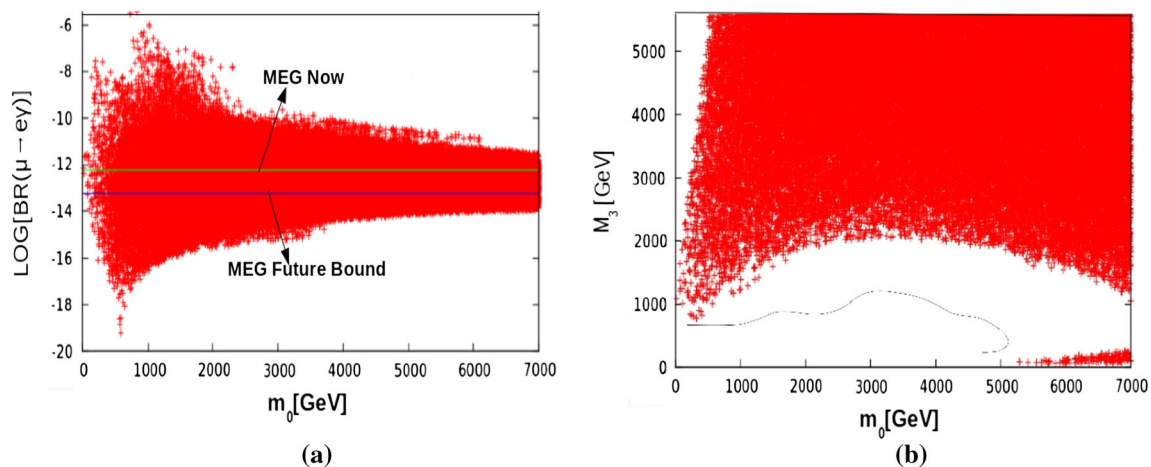 -6
-8
-10
-12
-14
-16
-18
-20
LOG[BR(μ → eγ)]
MEG Now
MEG Future Bound
0 1000 2000 3000 4000 5000 6000 7000
m0[GeV]
(a)
5000
4000
3000
2000
1000
0
M3 [GeV]
0 1000 2000 3000 4000 5000 6000 7000
m0[GeV]
(b)